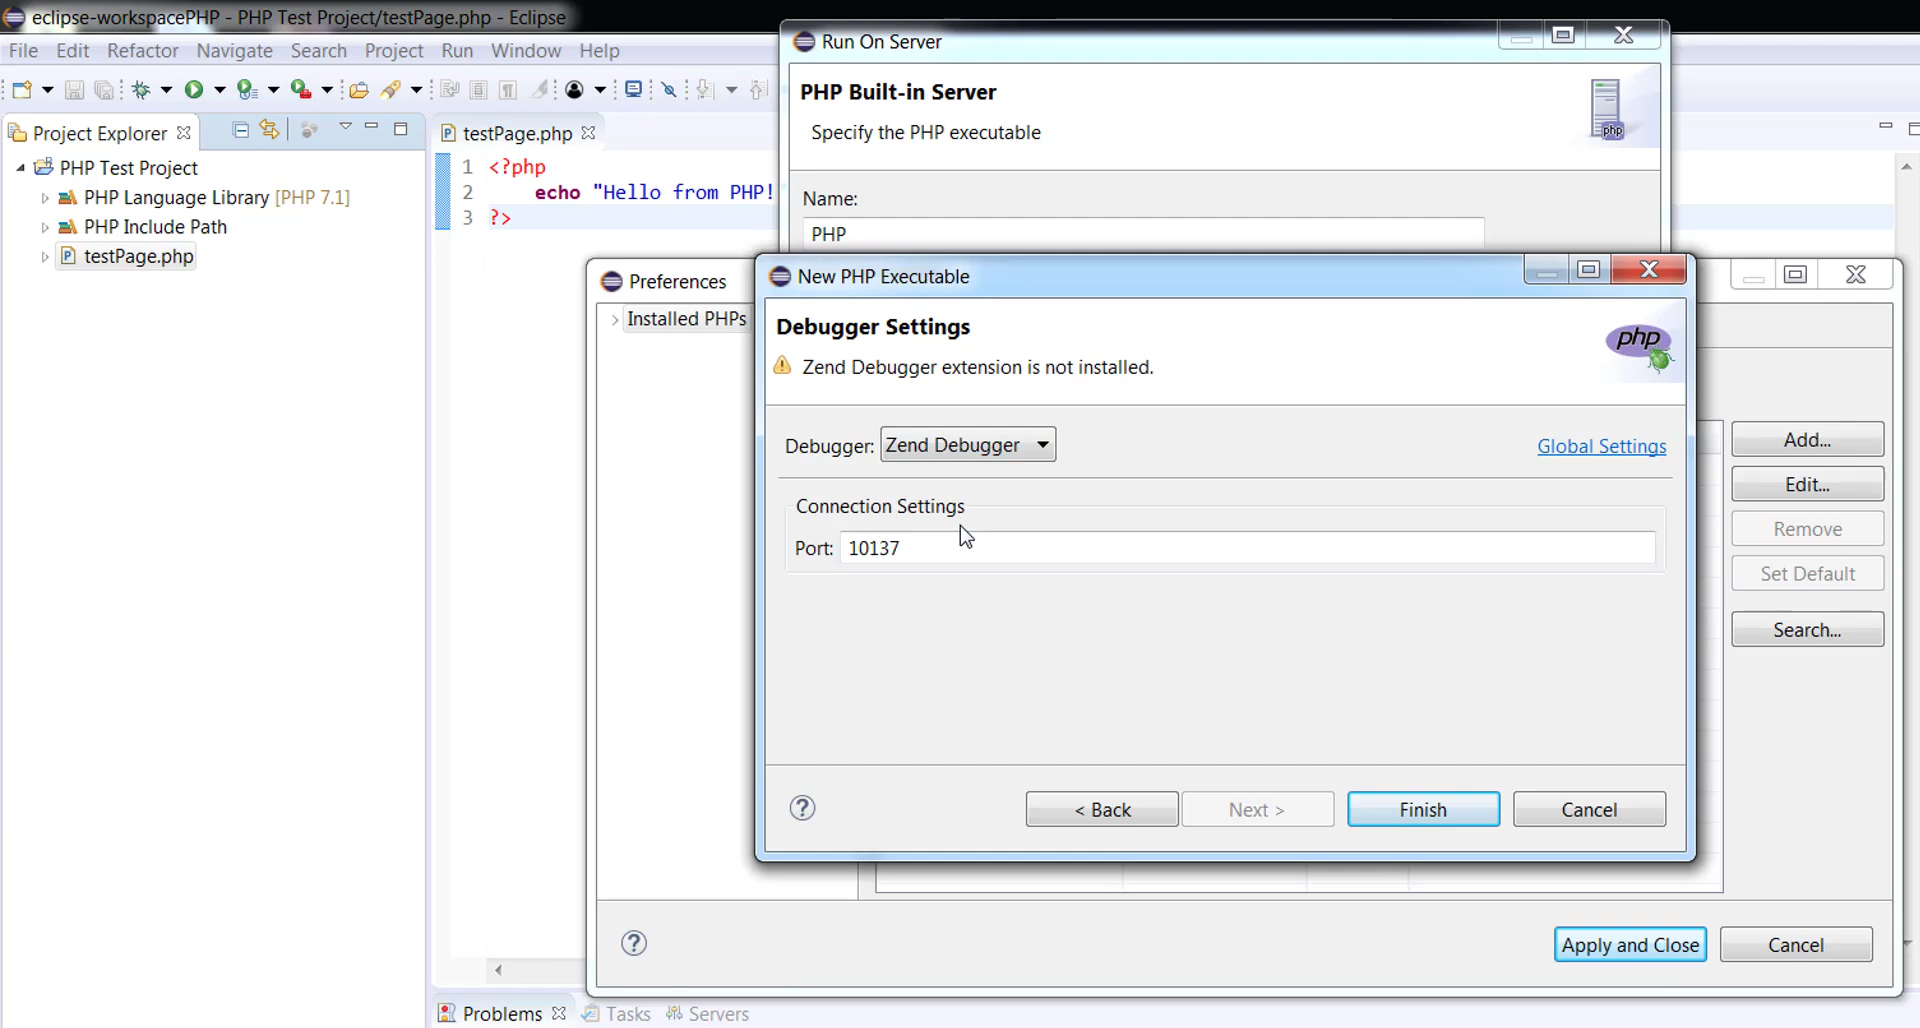 eclipse-workspacePHP - PHP Test Project/testPage.php - Eclipse
File Edit Refactor Navigate Search Project Run Window Help
Project Explorer
PHP Test Project
PHP Language Library [PHP 7.1]
PHP Include Path
testPage.php
testPage.php
1 <?php
2 echo "Hello from PHP!
3 ?>
Run On Server
PHP Built-in Server
Specify the PHP executable
php
Name:
PHP
Preferences
Installed PHPs
New PHP Executable
Debugger Settings
Zend Debugger extension is not installed.
php
Debugger: Zend Debugger
Global Settings
Connection Settings
Port: 10137
< Back Next > Finish Cancel
Add...
Edit...
Remove
Set Default
Search...
Apply and Close Cancel
Problems Tasks Servers